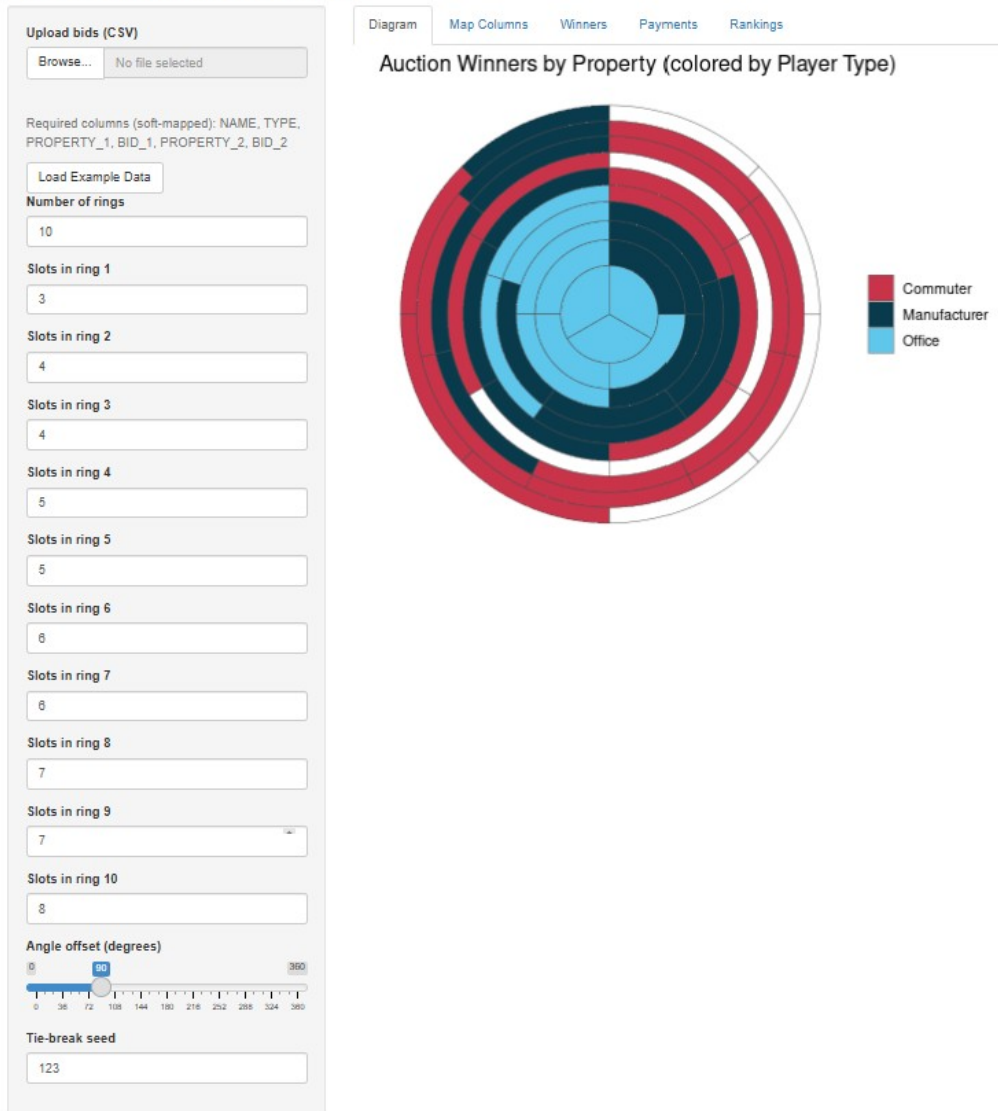 Upload bids (CSV)
Browse...
No file selected
Required columns (soft-mapped): NAME, TYPE,
PROPERTY_1, BID_1, PROPERTY_2, BID_2
Load Example Data
Number of rings
10
Slots in ring 1
3
Slots in ring 2
4
Slots in ring 3
4
Slots in ring 4
5
Slots in ring 5
5
Slots in ring 6
6
Slots in ring 7
6
Slots in ring 8
7
Slots in ring 9
7
Slots in ring 10
8
Angle offset (degrees)
0 90 360
0 36 72 108 144 180 216 252 288 324 360
Tie-break seed
123
Diagram Map Columns Winners Payments Rankings
Auction Winners by Property (colored by Player Type)
Commuter
Manufacturer
Office